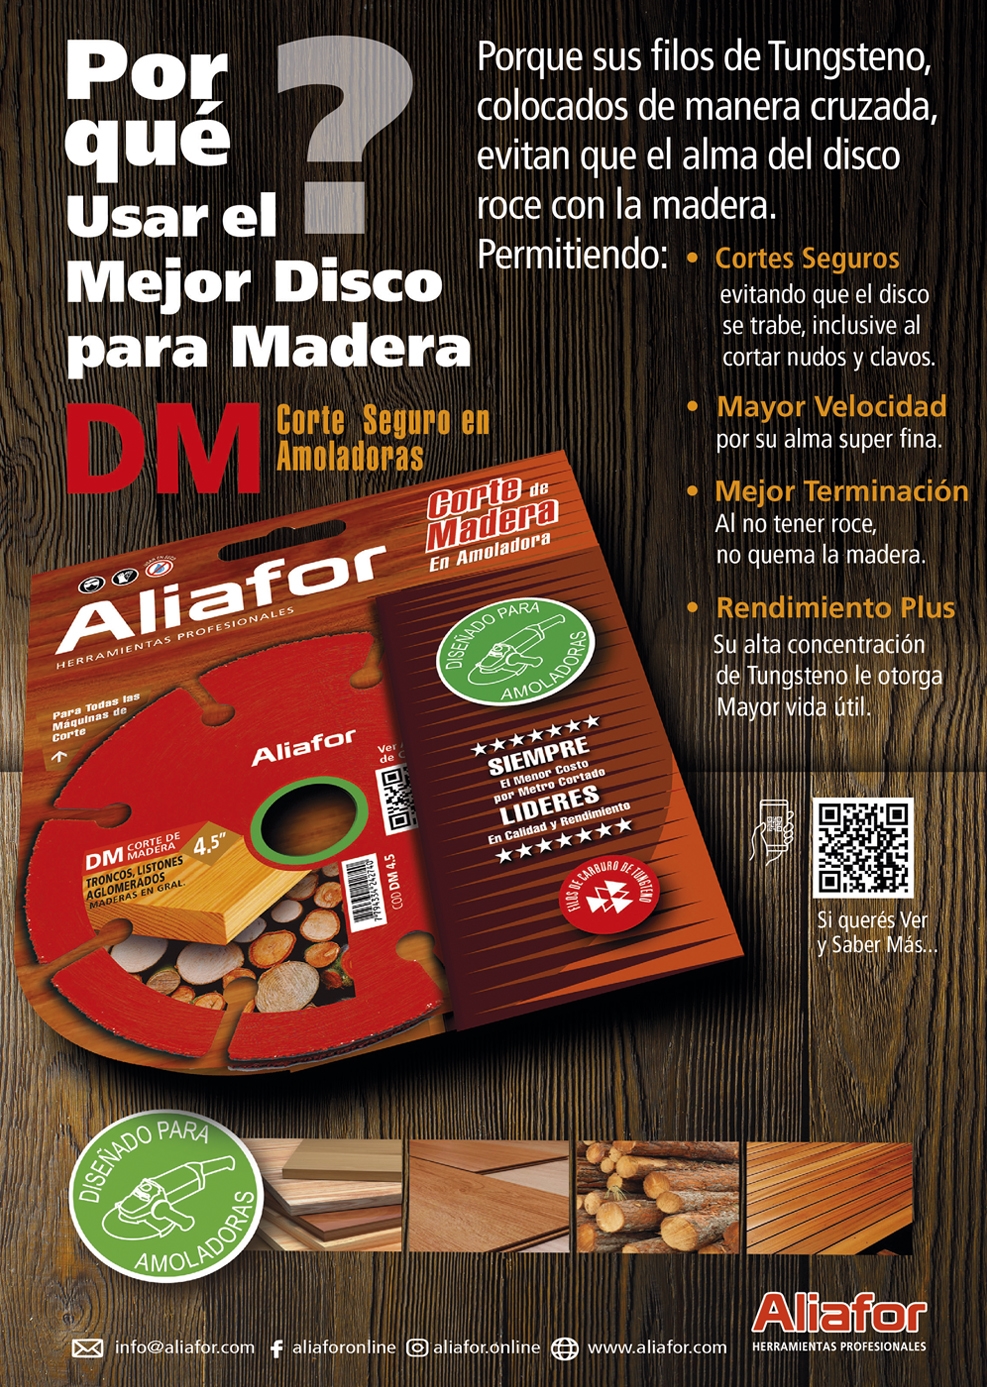 Por
qué
?
Usar el
Mejor Disco
para Madera
DM
Corte Seguro en
Amoladoras
Porque sus filos de Tungsteno,
colocados de manera cruzada,
evitan que el alma del disco
roce con la madera.
Permitiendo:
• Cortes Seguros
evitando que el disco
se trabe, inclusive al
cortar nudos y clavos.
• Mayor Velocidad
por su alma super fina.
• Mejor Terminación
Al no tener roce,
no quema la madera.
• Rendimiento Plus
Su alta concentración
de Tungsteno le otorga
Mayor vida útil.
Si querés Ver
y Saber Más...
Corte de
Madera
En Amoladora
Aliafor
HERRAMIENTAS PROFESIONALES
Para Todas las
Máquinas de
Corte
Aliafor
Ver
de
DM CORTE DE
MADERA
4.5"
TRONCOS, LISTONES
AGLOMERADOS
MADERAS EN GRAL.
COD DM 4.5
DISEÑADO PARA
AMOLADORAS
SIEMPRE
El Menor Costo
por Metro Cortado
LIDERES
En Calidad y Rendimiento
FILOS DE CARBURO DE TUNGSTENO
DISEÑADO PARA
AMOLADORAS
Aliafor
HERRAMIENTAS PROFESIONALES
info@aliafor.com
aliaforonline
aliafor.online
www.aliafor.com